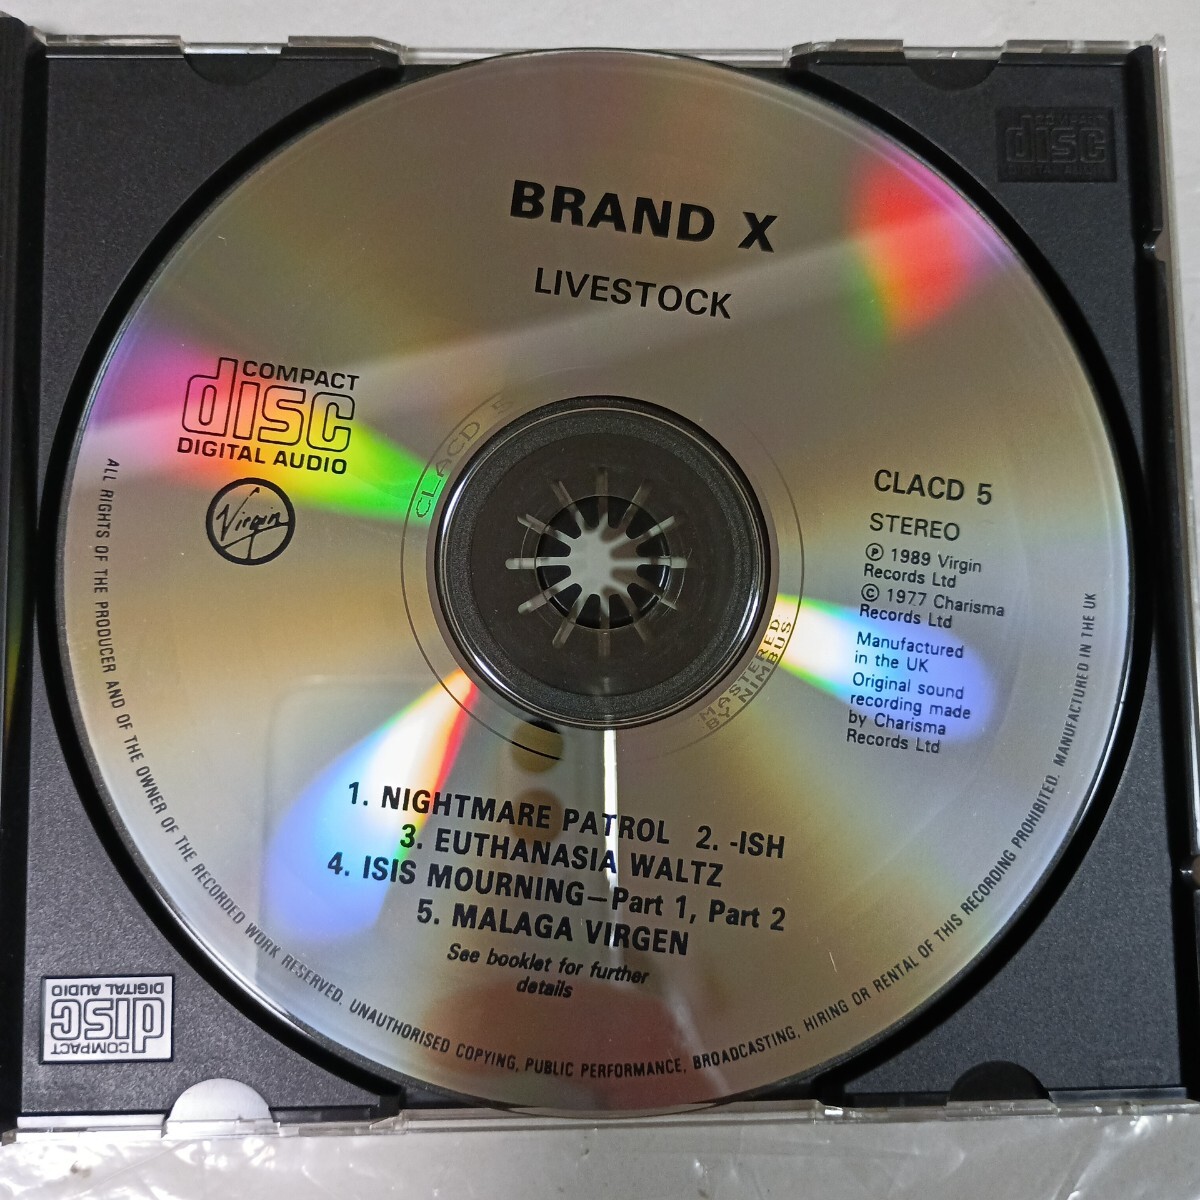 BRAND X
LIVESTOCK
COMPACT
disc
DIGITAL AUDIO
Virgin
CLACD 5
STEREO
℗ 1989 Virgin
Records Ltd
© 1977 Charisma
Records Ltd
Manufactured
in the UK
Original sound
recording made
by Charisma
Records Ltd
CLACD 5
MASTERED
BY NIMBUS
1. NIGHTMARE PATROL 2. -ISH
3. EUTHANASIA WALTZ
4. ISIS MOURNING—Part 1, Part 2
5. MALAGA VIRGEN
See booklet for further
details
ALL RIGHTS OF THE PRODUCER AND OF THE OWNER OF THE RECORDED WORK RESERVED. UNAUTHORISED COPYING, PUBLIC PERFORMANCE, BROADCASTING, HIRING OR RENTAL OF THIS RECORDING PROHIBITED. MANUFACTURED IN THE UK
COMPACT
disc
DIGITAL AUDIO
COMPACT
disc
DIGITAL AUDIO